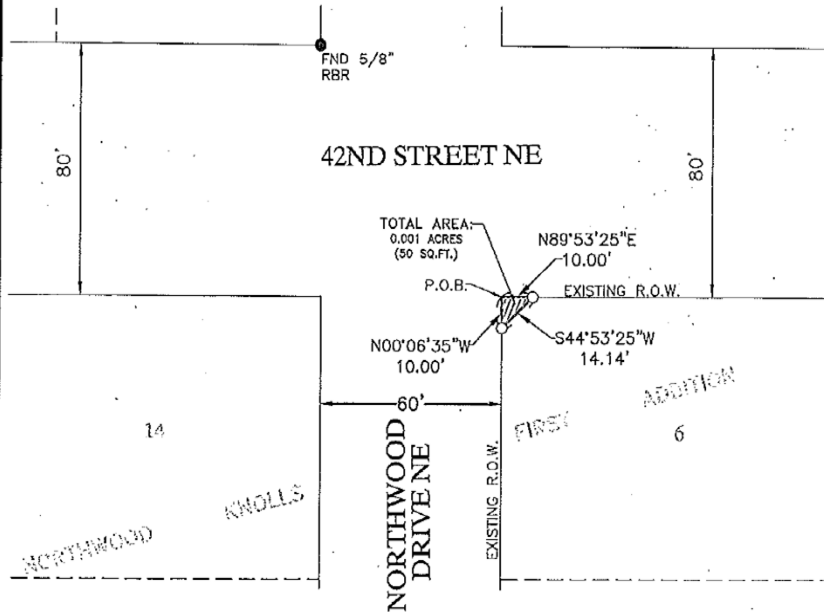 FND 5/8"
RBR
80'
42ND STREET NE
80'
TOTAL AREA:
0.001 ACRES
(50 SQ.FT.)
N89°53'25"E
10.00'
P.O.B.
EXISTING R.O.W.
N00°06'35"W
10.00'
S44°53'25"W
14.14'
60'
14
FIRST ADDITION
6
NORTHWOOD KNOLLS
NORTHWOOD
DRIVE NE
EXISTING R.O.W.